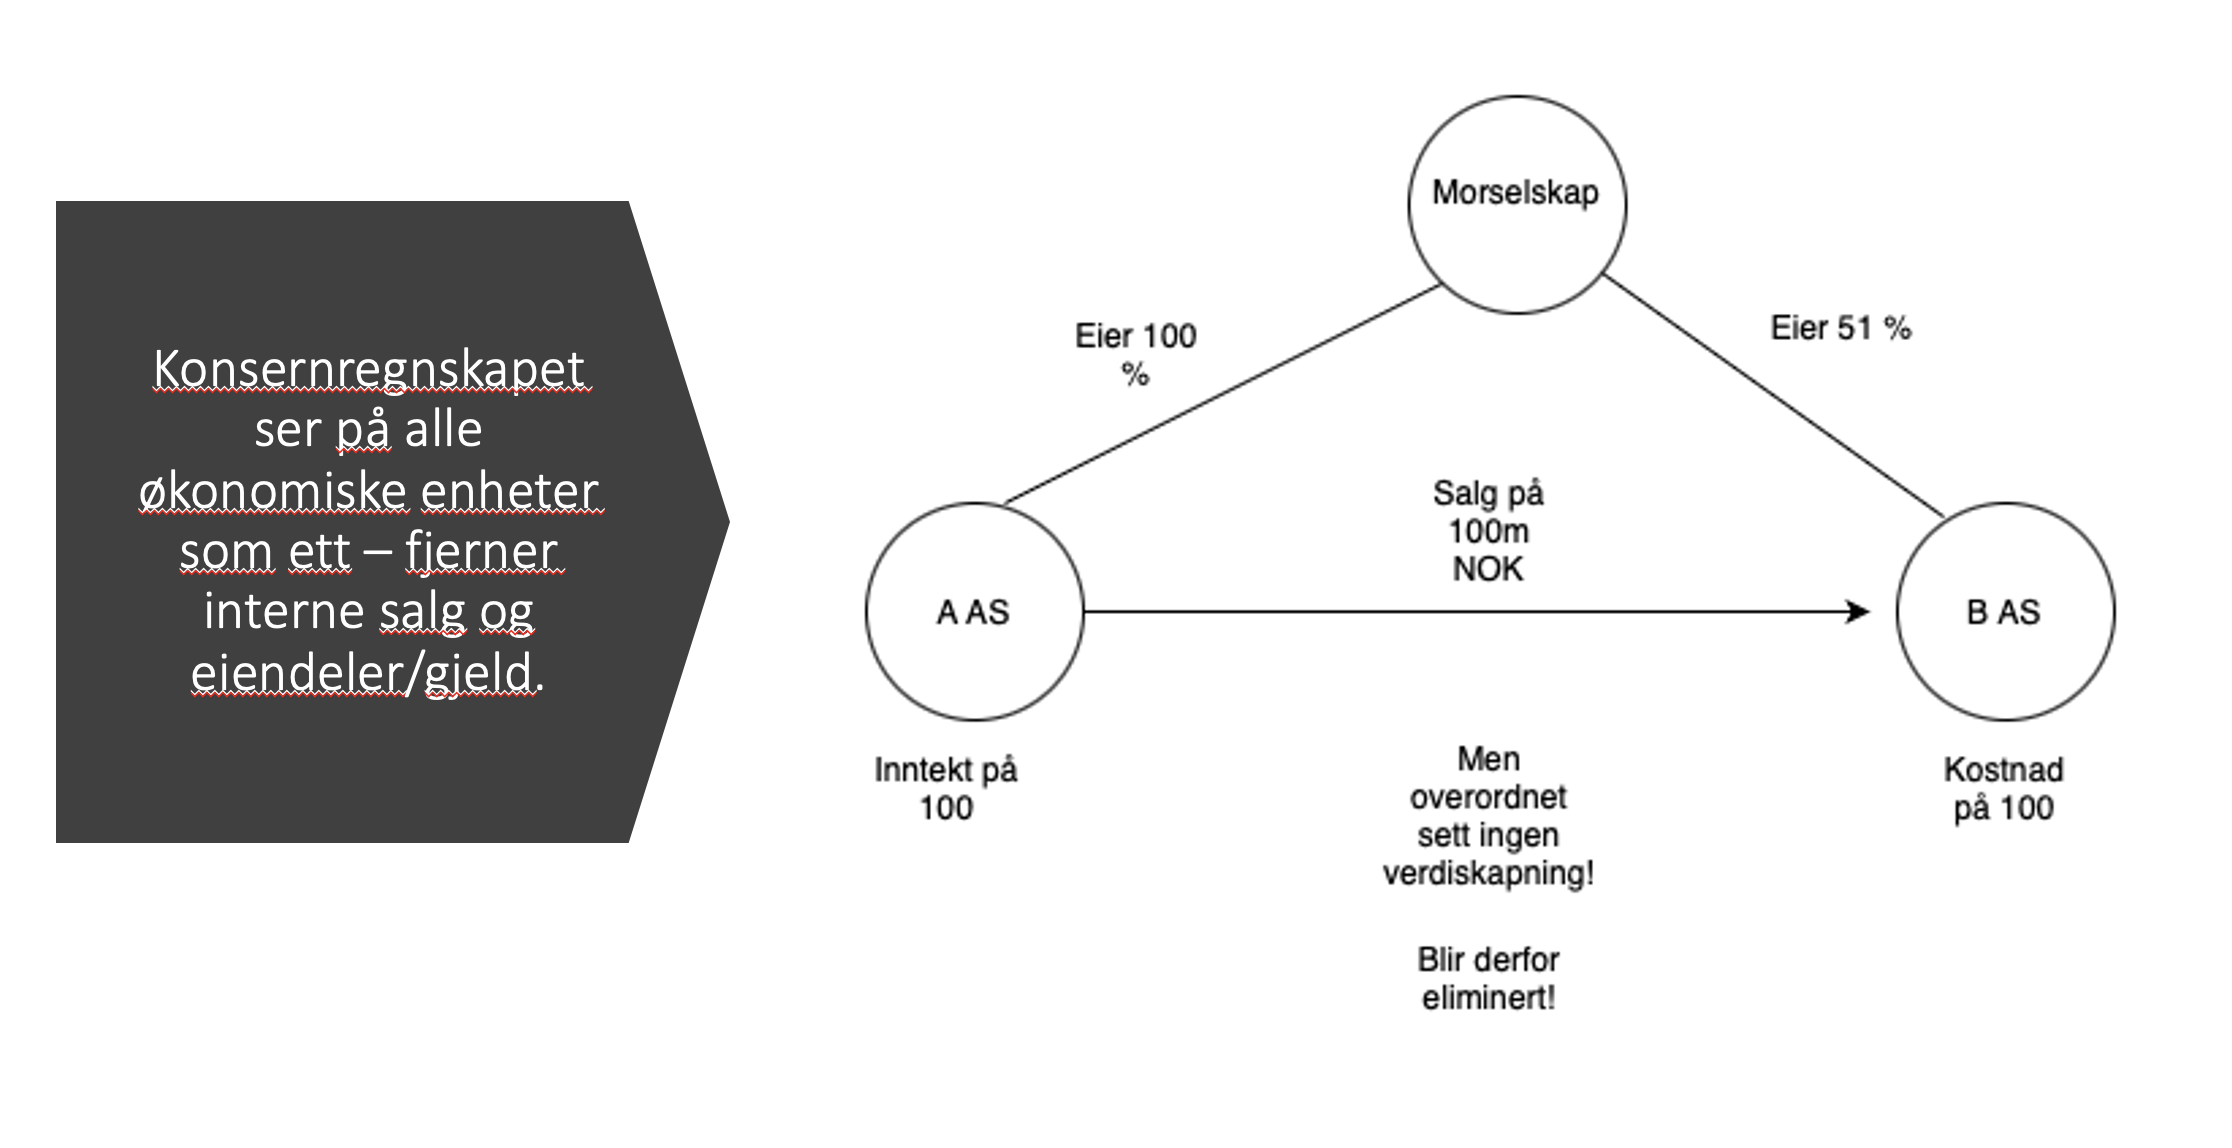 Konsernregnskapet
ser på alle
økonomiske enheter
som ett – fjerner
interne salg og
eiendeler/gjeld.
Morselskap
Eier 100
%
Eier 51 %
Salg på
100m
NOK
A AS
B AS
Inntekt på
100
Men
overordnet
sett ingen
verdiskapning!
Kostnad
på 100
Blir derfor
eliminert!